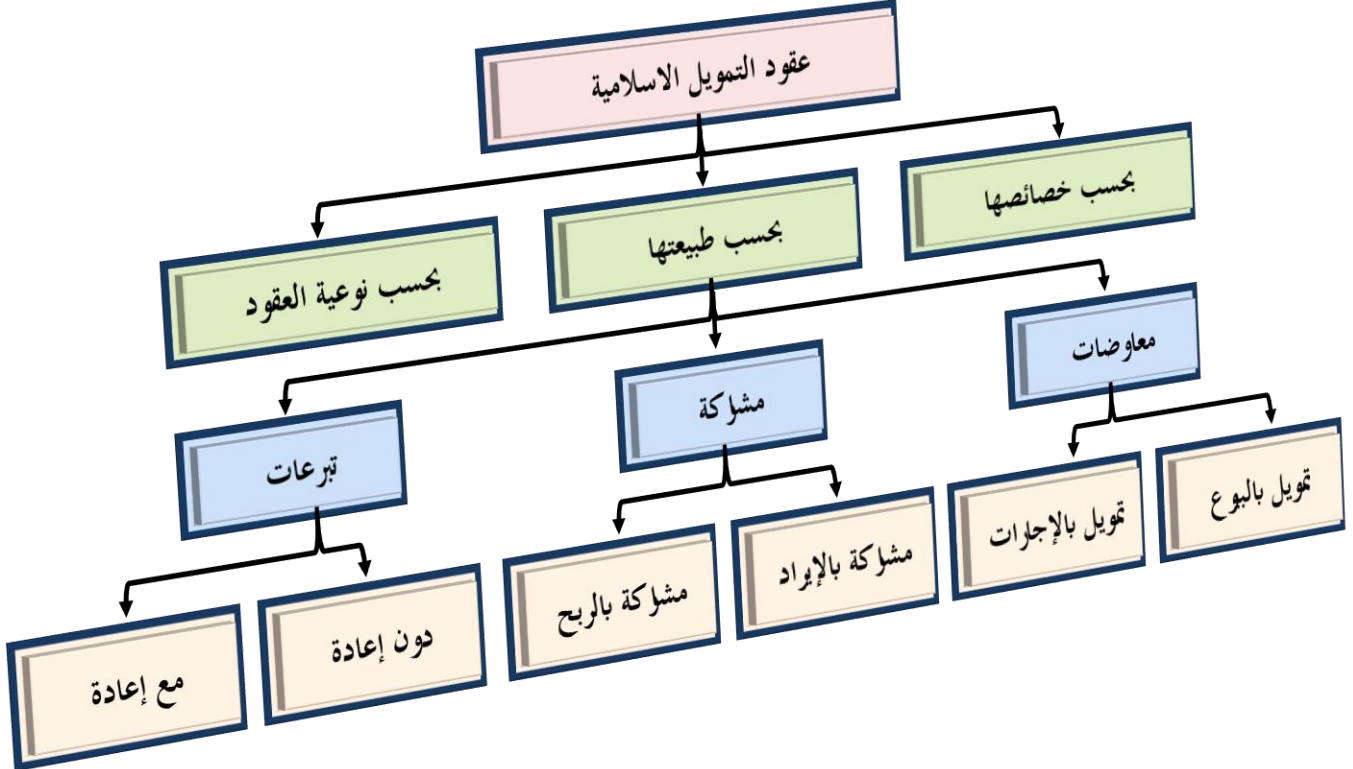 عقود التمويل الاسلامية
بحسب خصائصها
بحسب طبيعتها
بحسب نوعية العقود
معاوضات
مشاركة
تبرعات
تمويل بالبيوع
تمويل بالإجارات
مشاركة بالإيراد
مشاركة بالربح
دون إعادة
مع إعادة